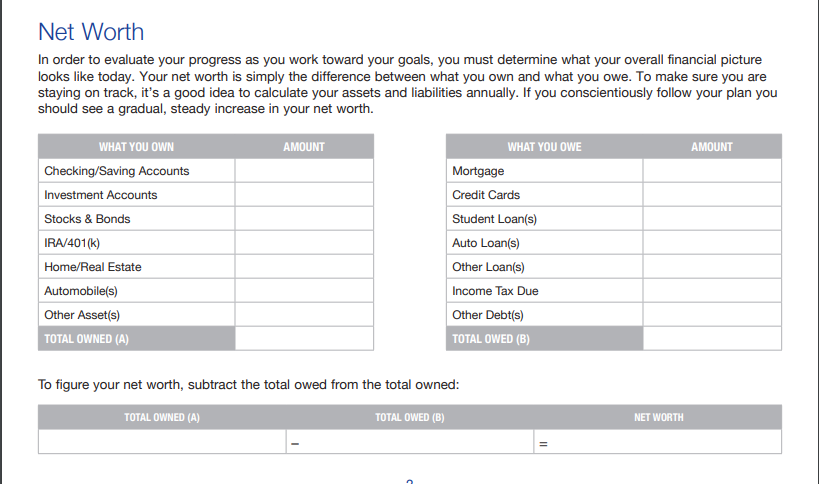 Net Worth
In order to evaluate your progress as you work toward your goals, you must determine what your overall financial picture
looks like today. Your net worth is simply the difference between what you own and what you owe. To make sure you are
staying on track, it's a good idea to calculate your assets and liabilities annually. If you conscientiously follow your plan you
should see a gradual, steady increase in your net worth.
WHAT YOU OWN AMOUNT
Checking/Saving Accounts
Investment Accounts
Stocks & Bonds
IRA/401(k)
Home/Real Estate
Automobile(s)
Other Asset(s)
TOTAL OWNED (A)
WHAT YOU OWE AMOUNT
Mortgage
Credit Cards
Student Loan(s)
Auto Loan(s)
Other Loan(s)
Income Tax Due
Other Debt(s)
TOTAL OWED (B)
To figure your net worth, subtract the total owed from the total owned:
TOTAL OWNED (A) TOTAL OWED (B) NET WORTH
– =